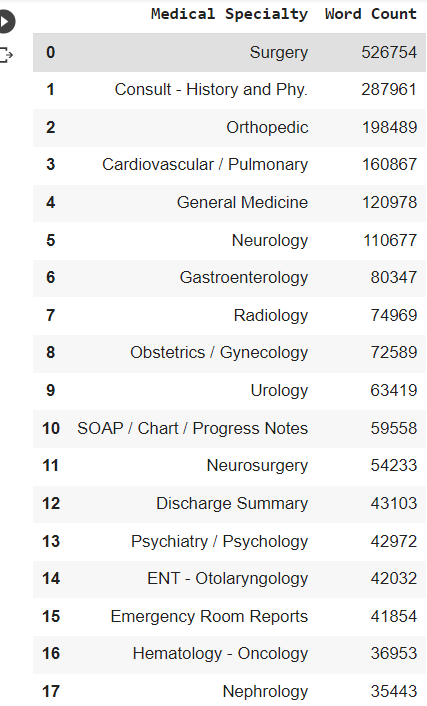 Medical Specialty Word Count
0 Surgery 526754
1 Consult - History and Phy. 287961
2 Orthopedic 198489
3 Cardiovascular / Pulmonary 160867
4 General Medicine 120978
5 Neurology 110677
6 Gastroenterology 80347
7 Radiology 74969
8 Obstetrics / Gynecology 72589
9 Urology 63419
10 SOAP / Chart / Progress Notes 59558
11 Neurosurgery 54233
12 Discharge Summary 43103
13 Psychiatry / Psychology 42972
14 ENT - Otolaryngology 42032
15 Emergency Room Reports 41854
16 Hematology - Oncology 36953
17 Nephrology 35443